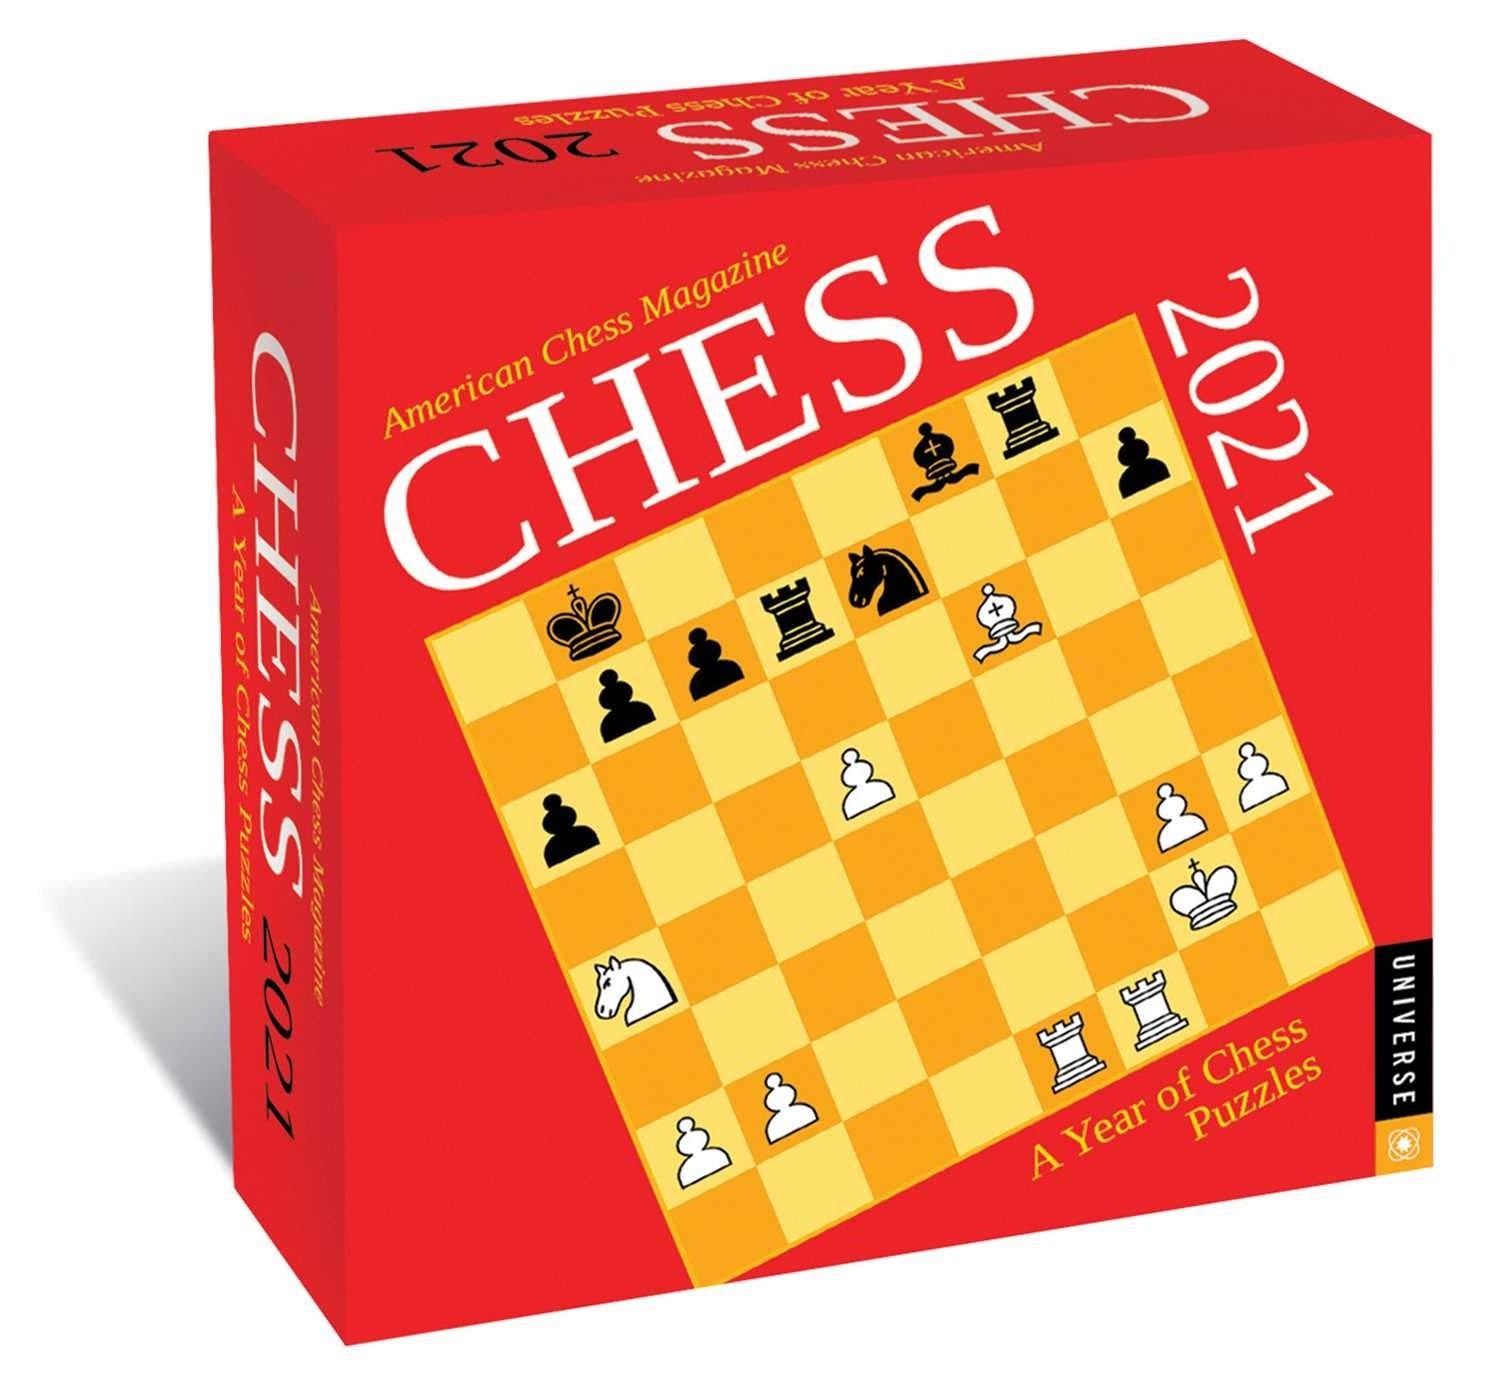 CHESS 2021
A Year of Chess Puzzles
American Chess Magazine
American Chess Magazine
CHESS
2021
A Year of Chess
Puzzles
UNIVERSE
American Chess Magazine
CHESS 2021
A Year of Chess Puzzles